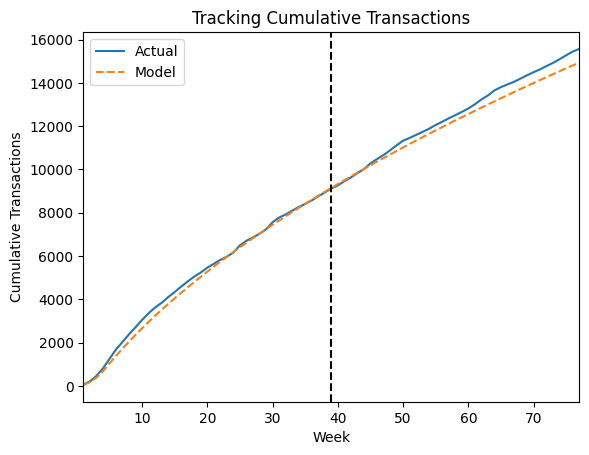 Tracking Cumulative Transactions
Actual
Model
16000
14000
12000
10000
8000
6000
4000
2000
0
Cumulative Transactions
10 20 30 40 50 60 70
Week